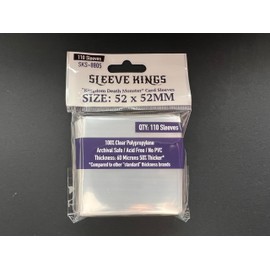 110 Sleeves
SKS-8805
SLEEVE KINGS
"Kingdom Death Monster" Card Sleeves
SIZE: 52 x 52MM
QTY: 110 Sleeves
100% Clear Polypropylene
Archival Safe / Acid Free / No PVC
Thickness: 60 Microns 50% Thicker*
*Compared to other "standard" thickness brands